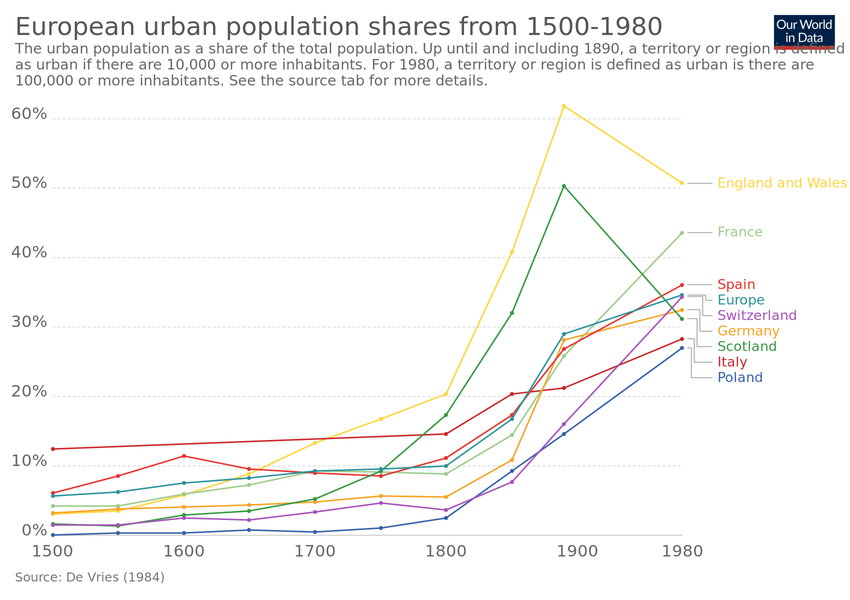 European urban population shares from 1500-1980
Our World
in Data
The urban population as a share of the total population. Up until and including 1890, a territory or region is defined
as urban if there are 10,000 or more inhabitants. For 1980, a territory or region is defined as urban is there are
100,000 or more inhabitants. See the source tab for more details.
60%
50%
40%
30%
20%
10%
0%
England and Wales
France
Spain
Europe
Switzerland
Germany
Scotland
Italy
Poland
1500
1600
1700
1800
1900
1980
Source: De Vries (1984)